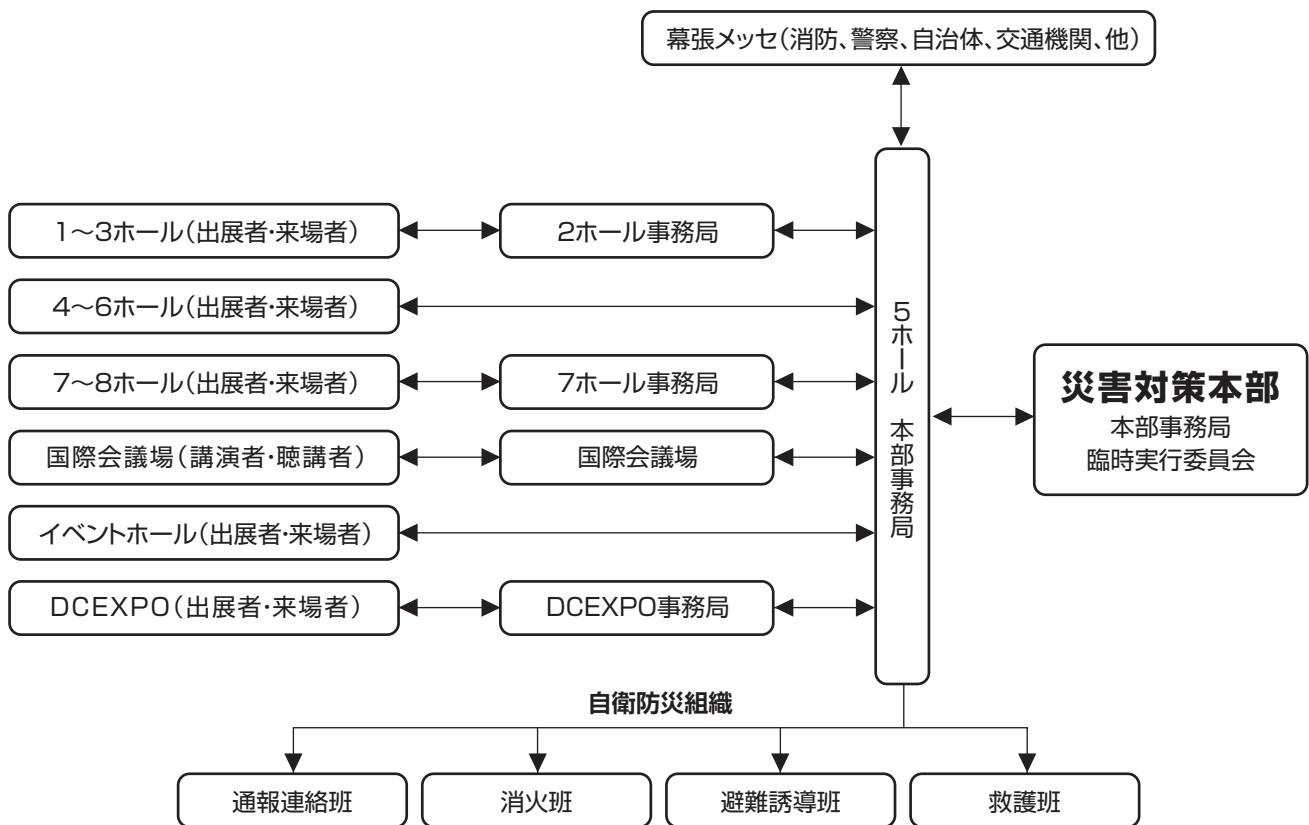 幕張メッセ(消防、警察、自治体、交通機関、他)
1～3ホール(出展者・来場者)
2ホール事務局
4～6ホール(出展者・来場者)
7～8ホール(出展者・来場者)
7ホール事務局
国際会議場(講演者・聴講者)
国際会議場
イベントホール(出展者・来場者)
DCEXPO(出展者・来場者)
DCEXPO事務局
5ホール 本部事務局
災害対策本部
本部事務局
臨時実行委員会
自衛防災組織
通報連絡班
消火班
避難誘導班
救護班